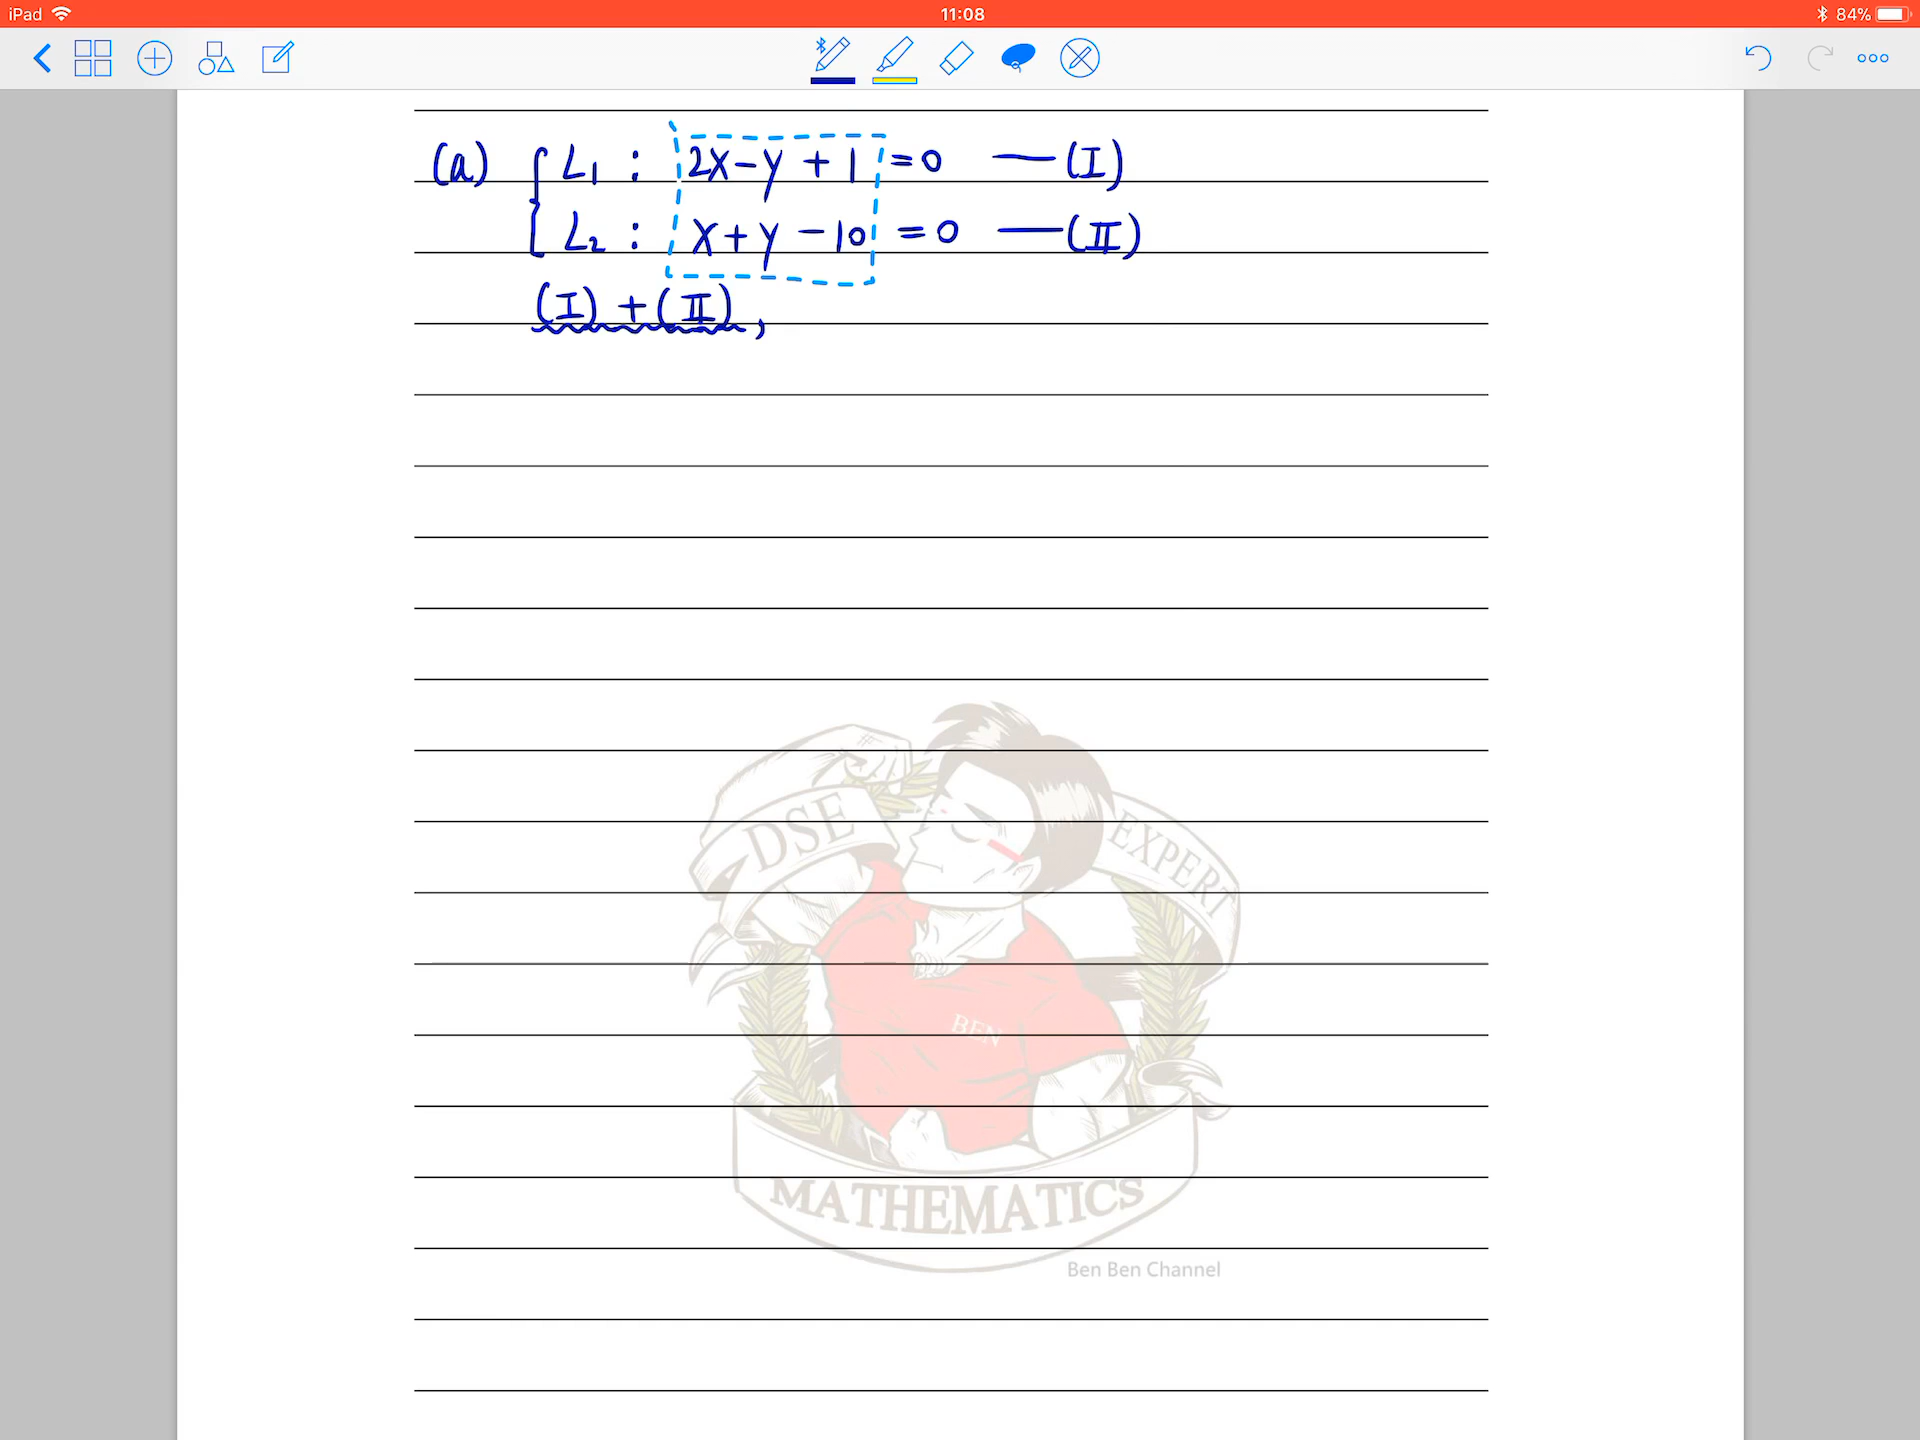 iPad 11:08 84%
(a) L₁ : 2x-y+1 =0 —(I)
L₂ : x+y-10 =0 —(II)
(I) + (II),
DSE EXPERT
BEN
MATHEMATICS
Ben Ben Channel